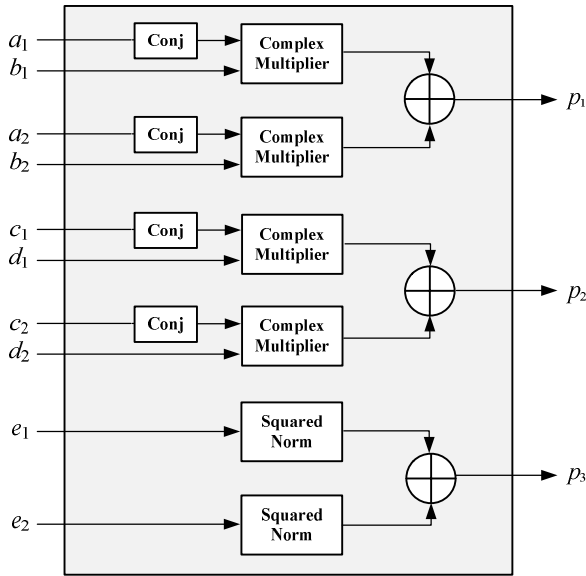 a₁
Conj
Complex
Multiplier
b₁
p₁
a₂
Conj
Complex
Multiplier
b₂
c₁
Conj
Complex
Multiplier
d₁
p₂
c₂
Conj
Complex
Multiplier
d₂
e₁
Squared
Norm
p₃
e₂
Squared
Norm